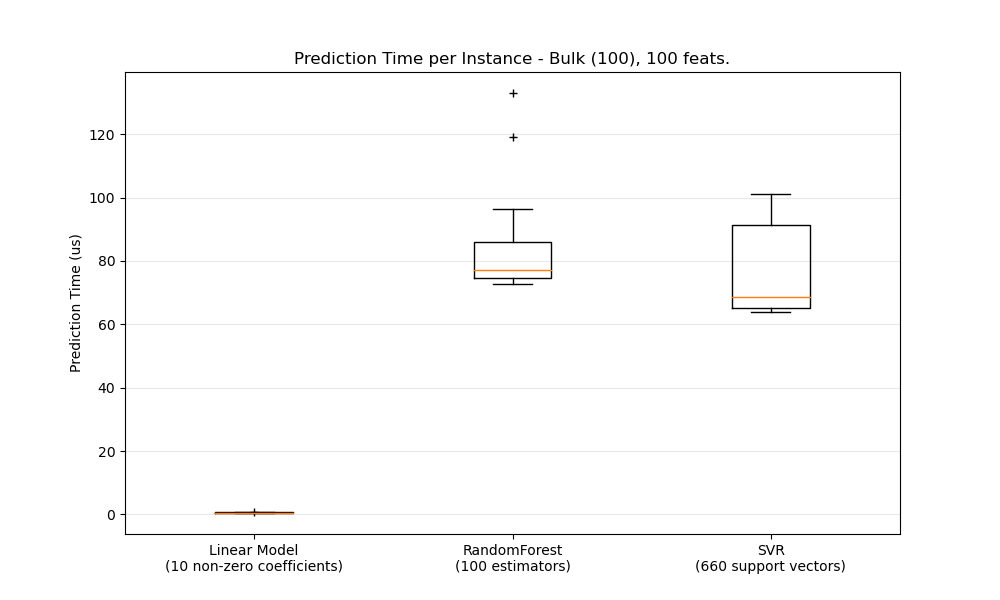 Prediction Time per Instance - Bulk (100), 100 feats.
Prediction Time (us)
120
100
80
60
40
20
0
Linear Model
(10 non-zero coefficients)
RandomForest
(100 estimators)
SVR
(660 support vectors)